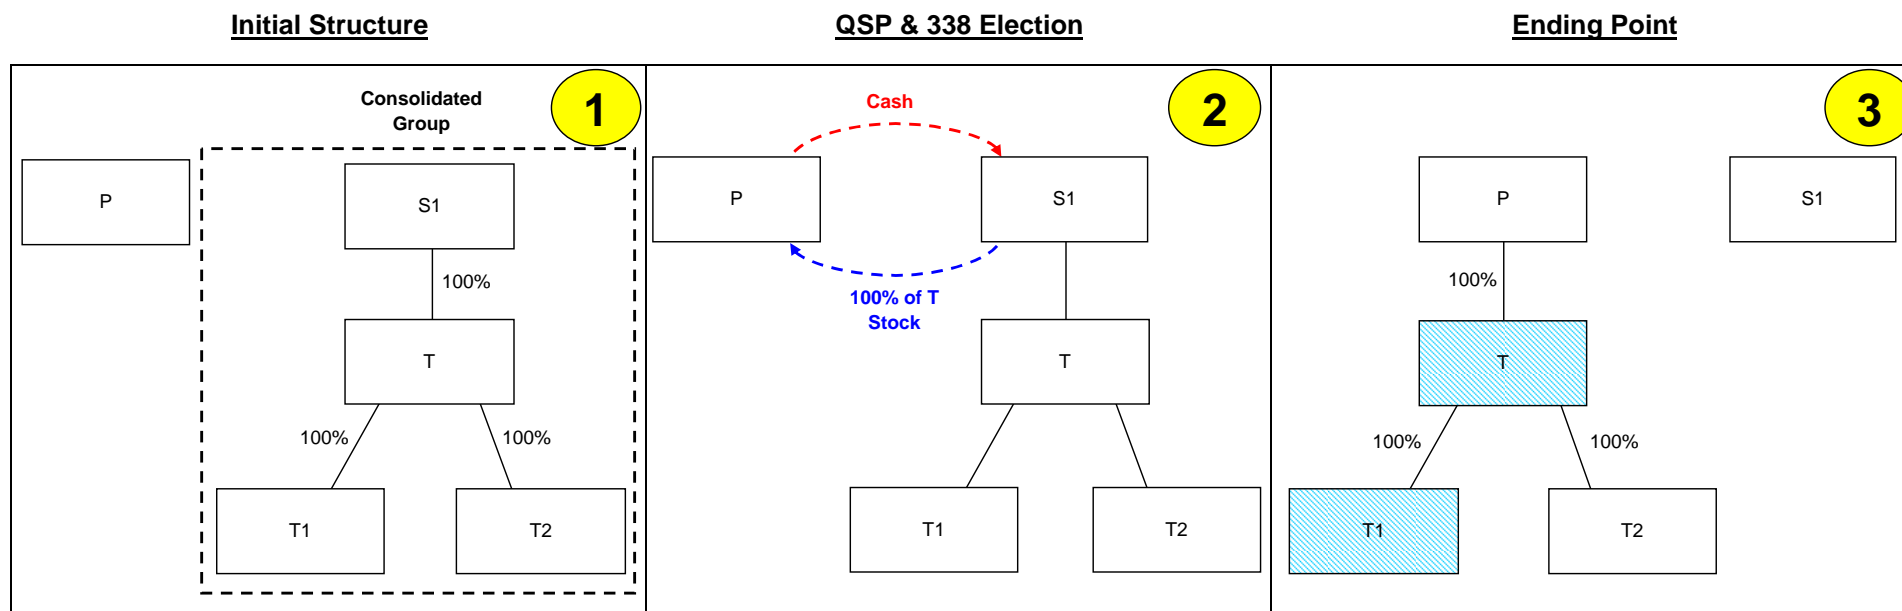 Initial Structure
QSP & 338 Election
Ending Point
Consolidated
Group
1
P
S1
100%
T
100%
100%
T1
T2
Cash
2
P
S1
100% of T
Stock
T
T1
T2
3
P
S1
100%
T
100%
100%
T1
T2